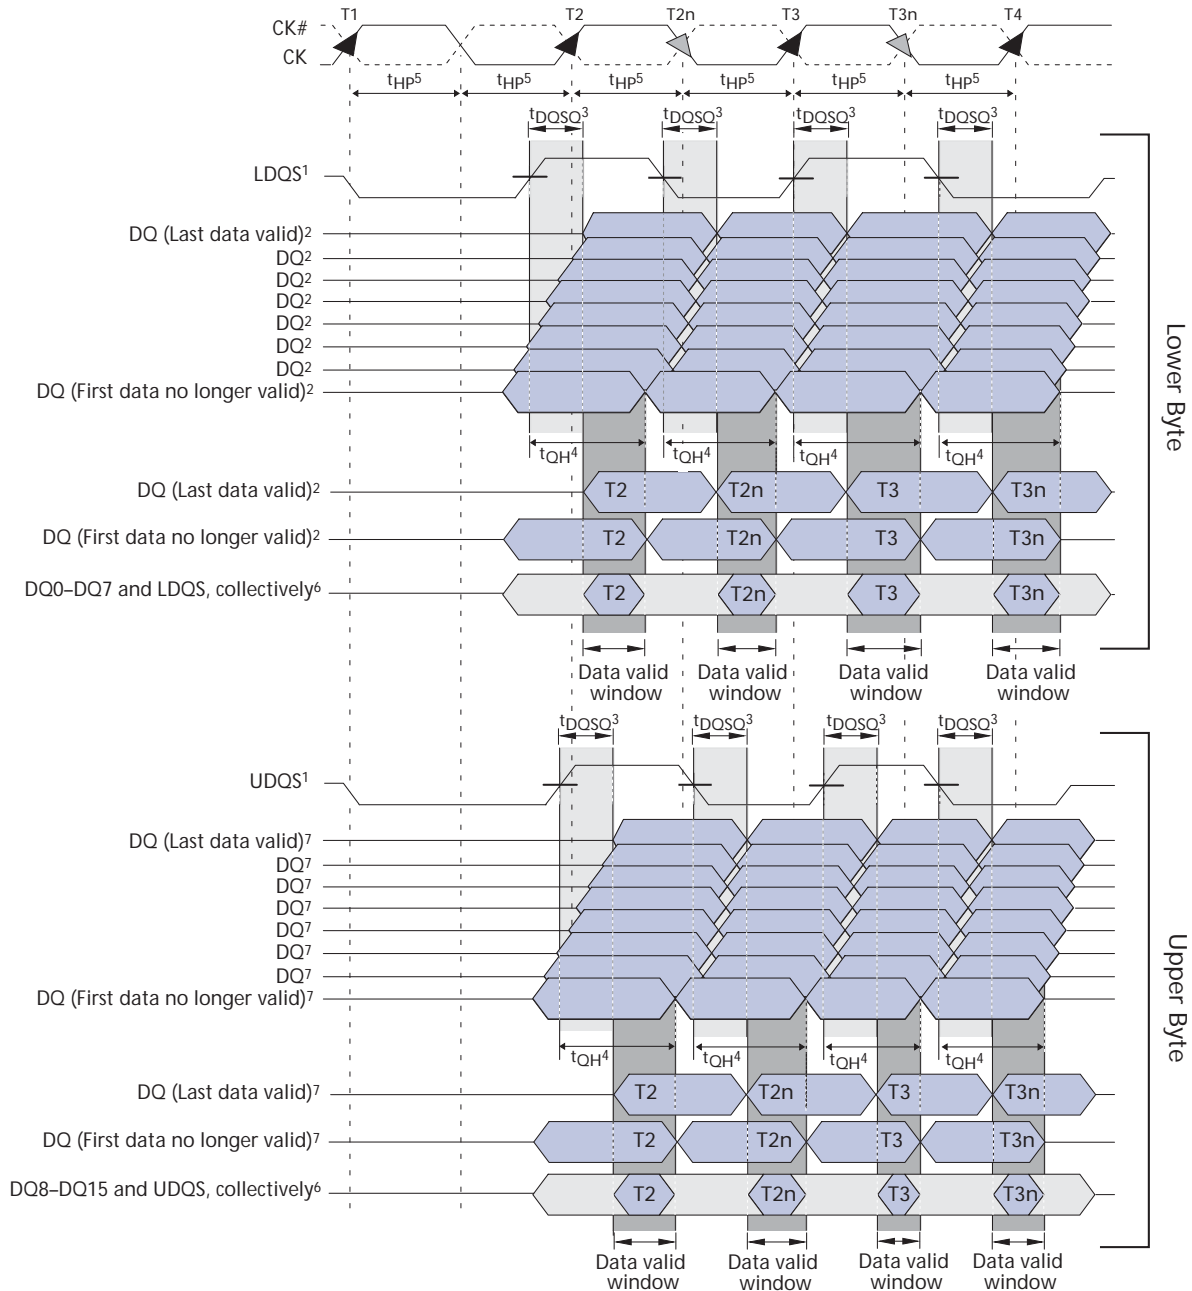 T1 T2 T2n T3 T3n T4
CK#
CK
tHP5 tHP5 tHP5 tHP5 tHP5 tHP5
tDQSQ3 tDQSQ3 tDQSQ3 tDQSQ3
LDQS1
DQ (Last data valid)2
DQ2
DQ2
DQ2
DQ2
DQ2
DQ2
DQ (First data no longer valid)2
tQH4 tQH4 tQH4 tQH4
DQ (Last data valid)2 T2 T2n T3 T3n
DQ (First data no longer valid)2 T2 T2n T3 T3n
DQ0–DQ7 and LDQS, collectively6 T2 T2n T3 T3n
Data valid window
Data valid window
Data valid window
Data valid window
Lower Byte
tDQSQ3 tDQSQ3 tDQSQ3 tDQSQ3
UDQS1
DQ (Last data valid)7
DQ7
DQ7
DQ7
DQ7
DQ7
DQ7
DQ (First data no longer valid)7
tQH4 tQH4 tQH4 tQH4
DQ (Last data valid)7 T2 T2n T3 T3n
DQ (First data no longer valid)7 T2 T2n T3 T3n
DQ8–DQ15 and UDQS, collectively6 T2 T2n T3 T3n
Data valid window
Data valid window
Data valid window
Data valid window
Upper Byte